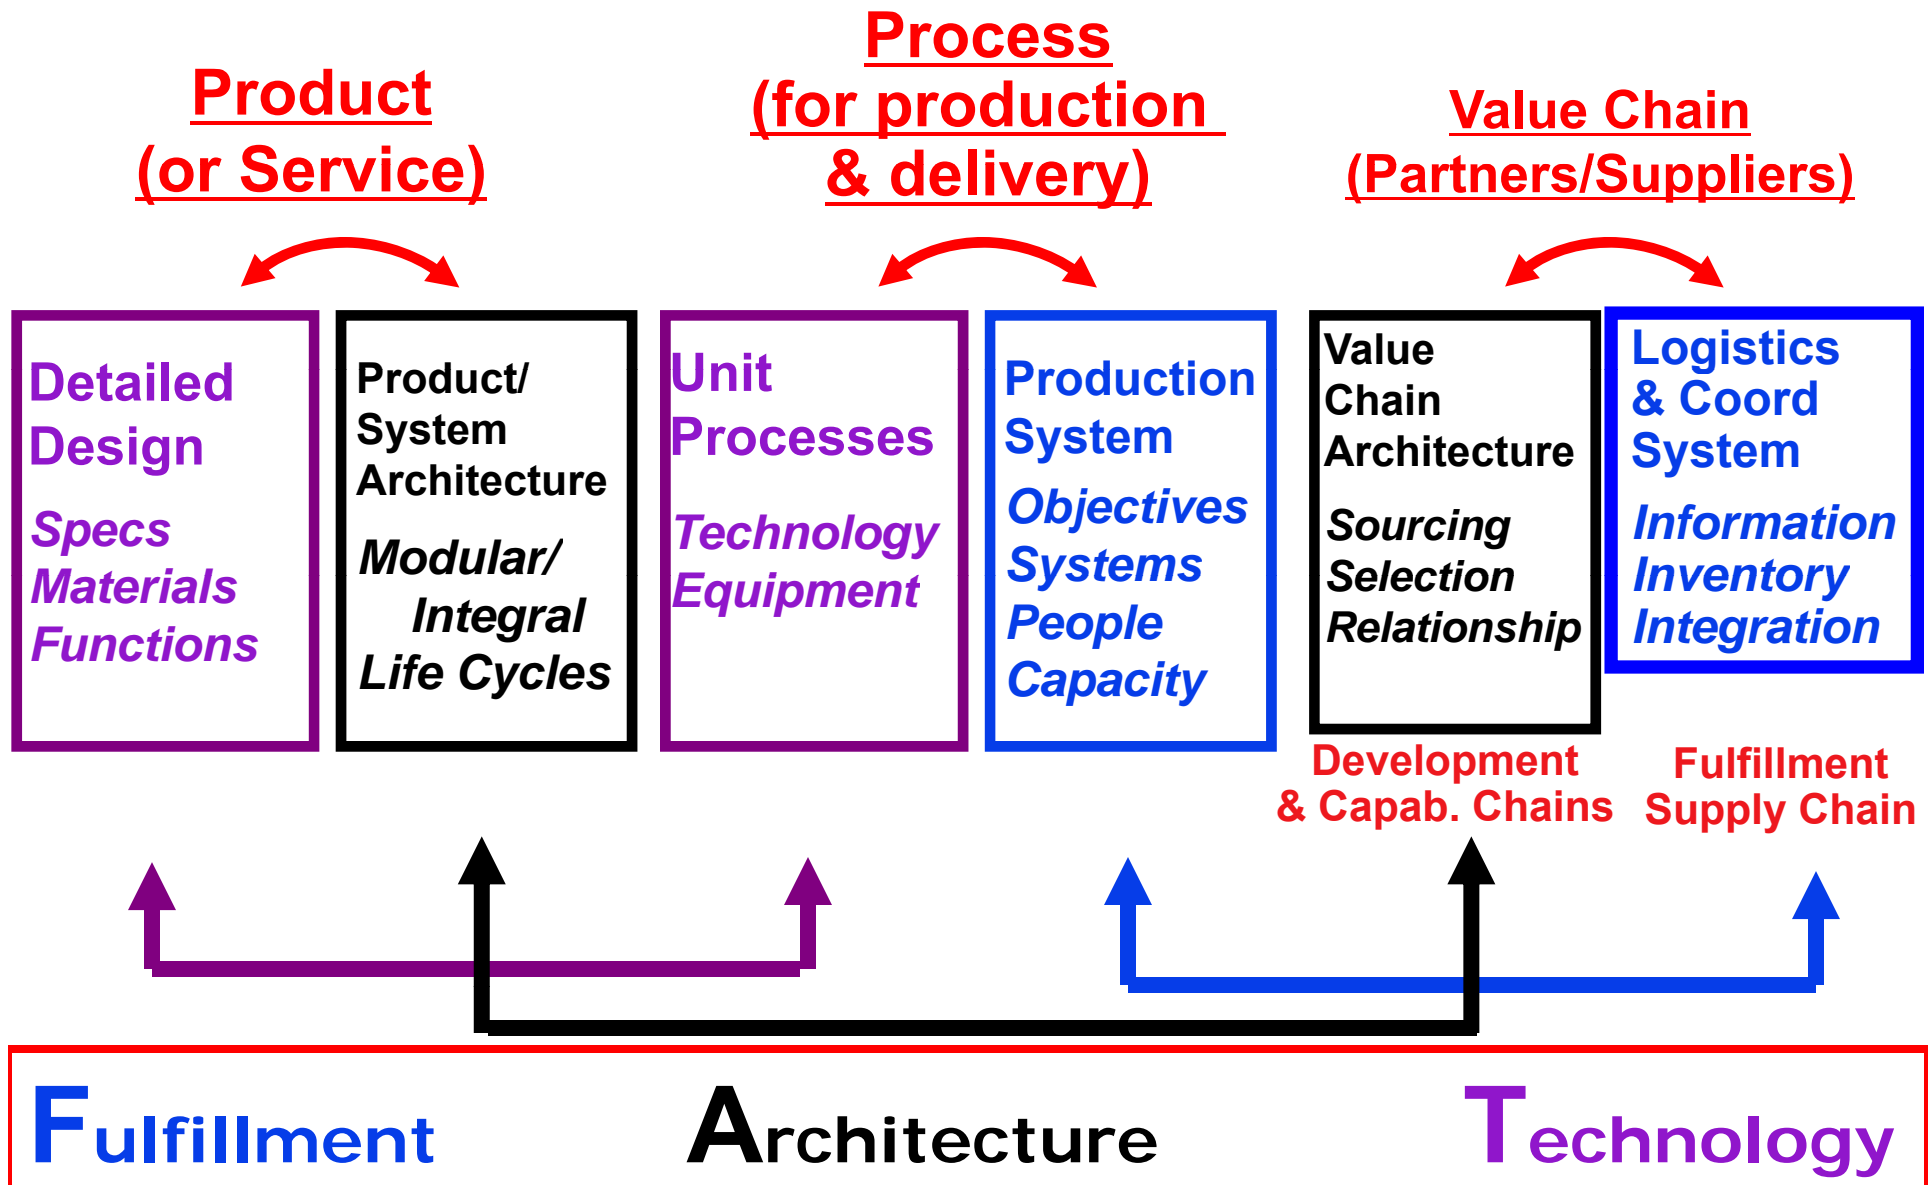 Product
(or Service)
Process
(for production
& delivery)
Value Chain
(Partners/Suppliers)
Detailed
Design
Specs
Materials
Functions
Product/
System
Architecture
Modular/
Integral
Life Cycles
Unit
Processes
Technology
Equipment
Production
System
Objectives
Systems
People
Capacity
Value
Chain
Architecture
Sourcing
Selection
Relationship
Logistics
& Coord
System
Information
Inventory
Integration
Development
& Capab. Chains
Fulfillment
Supply Chain
Fulfillment
Architecture
Technology